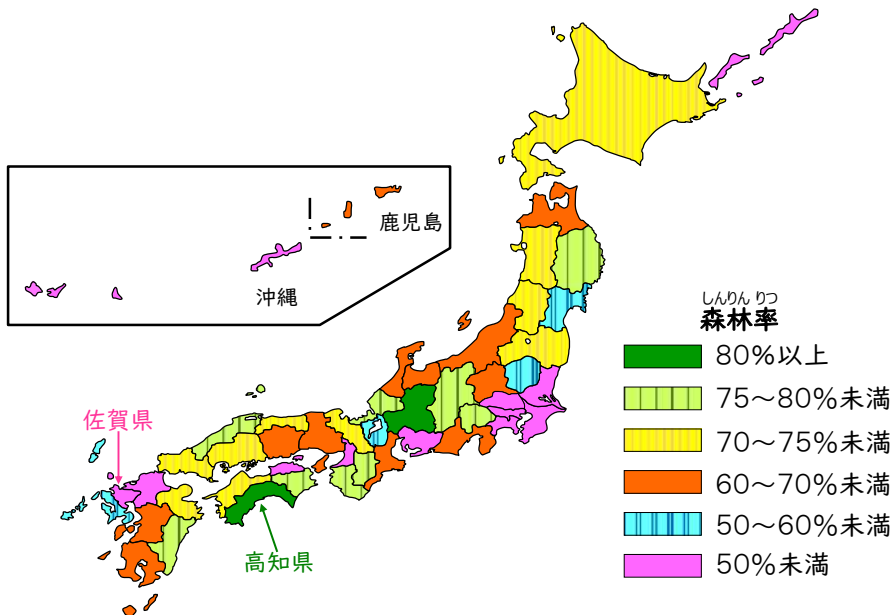 鹿児島
沖縄
佐賀県
高知県
しんりん りつ
森林率
80%以上
75～80%未満
70～75%未満
60～70%未満
50～60%未満
50%未満